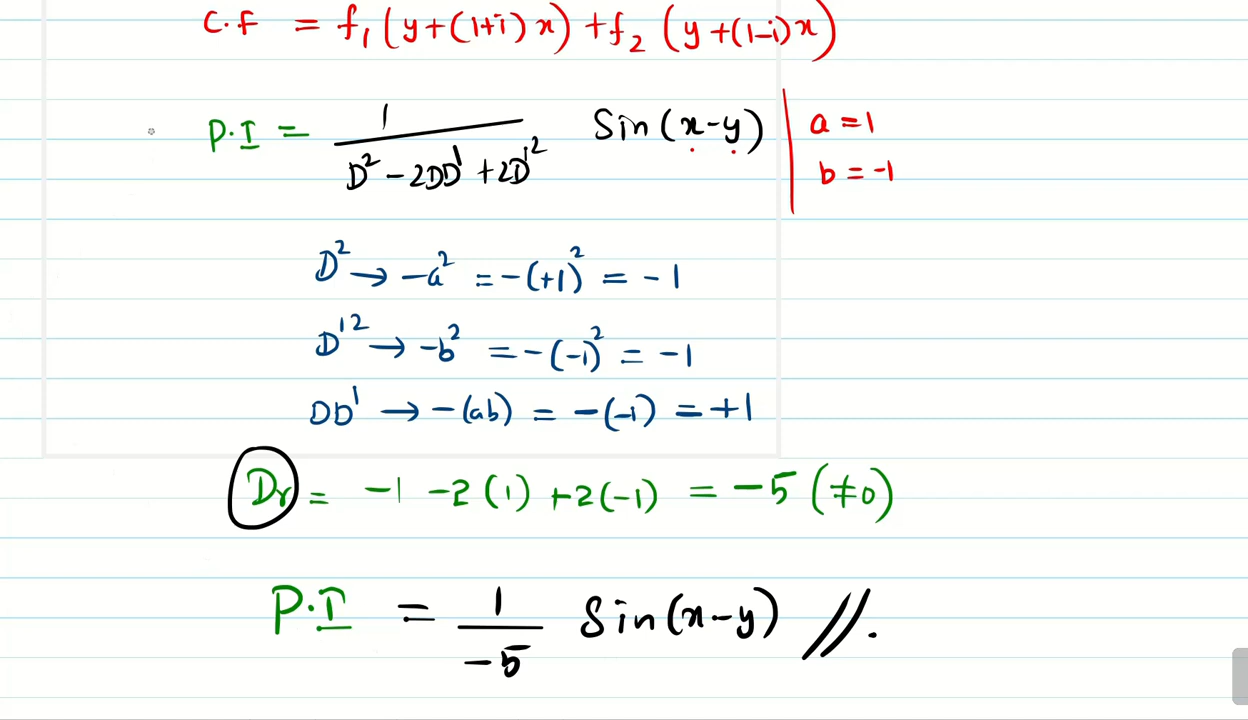 C.F = f₁(y+(1+i)x)+f₂(y+(1-i)x)
P.I = 1/(D²-2DD'+2D'²) Sin(x-y) | a=1
b=-1
D² → -a² = -(+1)² = -1
D'² → -b² = -(-1)² = -1
DD' → -(ab) = -(-1) = +1
Dr = -1 -2(1) +2(-1) = -5 (≠0)
P.I = 1/-5 Sin(x-y) //.